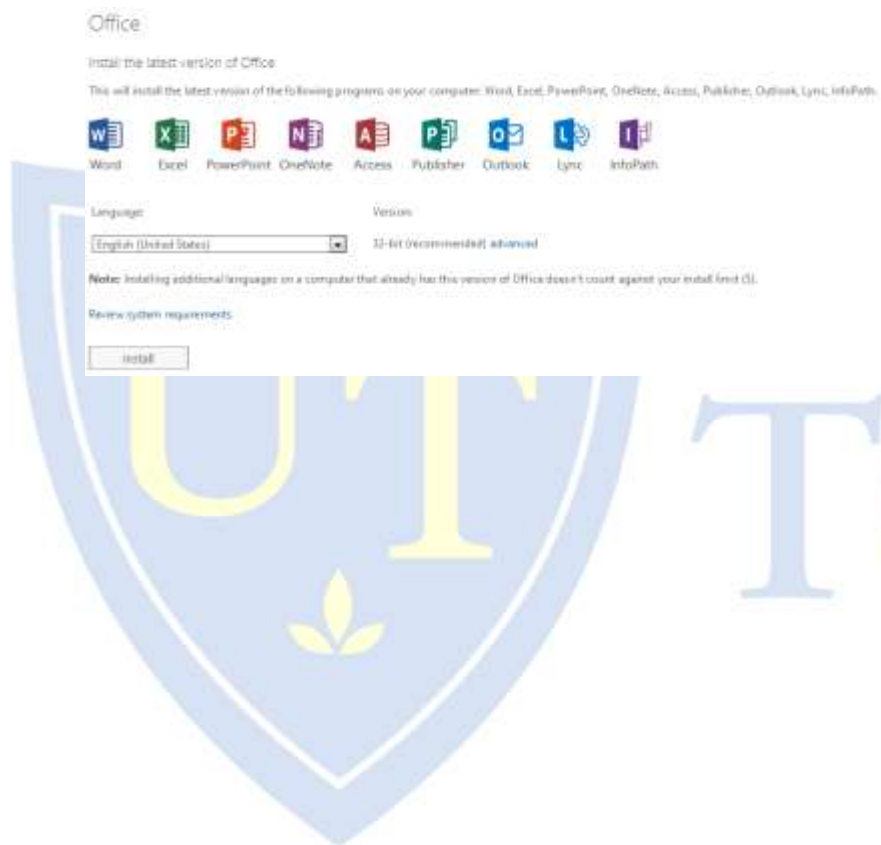 Office
Install the latest version of Office
This will install the latest version of the following programs on your computer: Word, Excel, PowerPoint, OneNote, Access, Publisher, Outlook, Lync, InfoPath.
Word Excel PowerPoint OneNote Access Publisher Outlook Lync InfoPath
Language: Version:
English (United States) 32-bit (recommended) advanced
Note: Installing additional languages on a computer that already has this version of Office doesn't count against your install limit (5).
Review system requirements
install
UT T